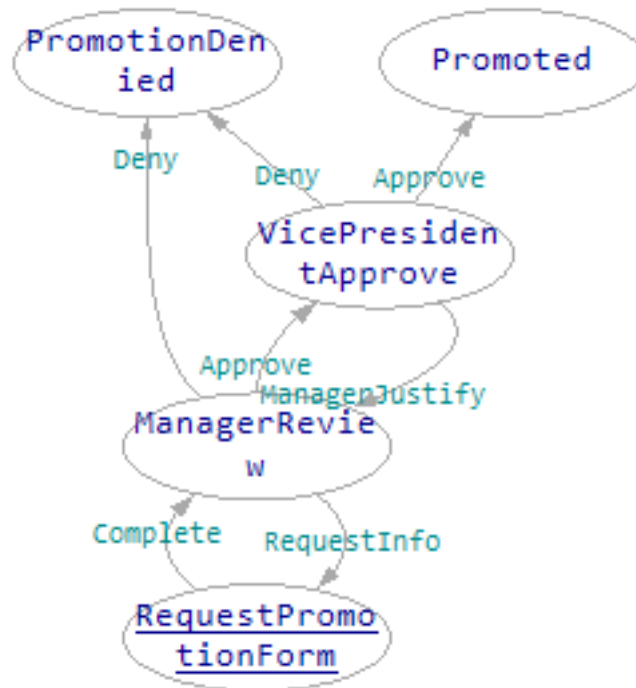 PromotionDen
ied
Promoted
Deny
Deny
Approve
VicePresiden
tApprove
Approve
ManagerJustify
ManagerRevie
w
Complete
RequestInfo
RequestPromo
tionForm